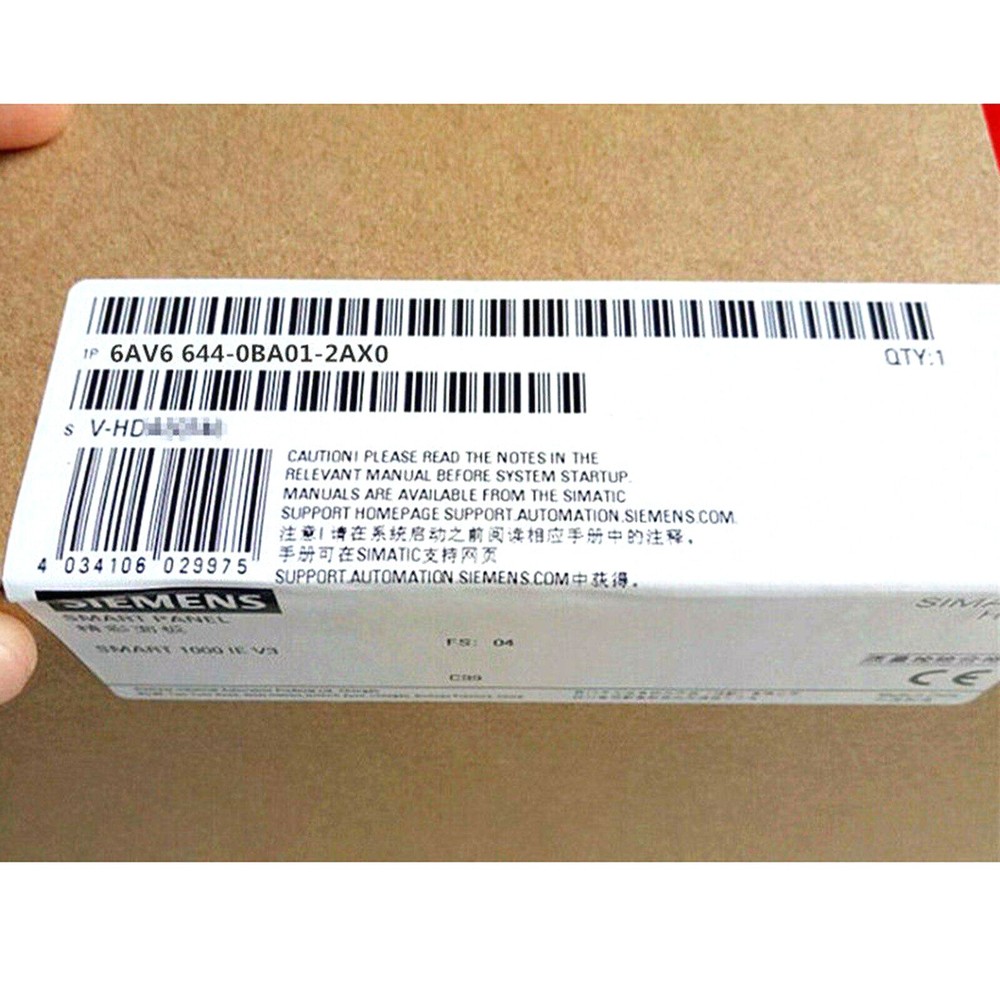 1P 6AV6 644-0BA01-2AX0
QTY:1
S V-HD
CAUTION! PLEASE READ THE NOTES IN THE
RELEVANT MANUAL BEFORE SYSTEM STARTUP.
MANUALS ARE AVAILABLE FROM THE SIMATIC
SUPPORT HOMEPAGE SUPPORT.AUTOMATION.SIEMENS.COM.
注意! 请在系统启动之前阅读相应手册中的注释。
手册可在SIMATIC支持网页
SUPPORT.AUTOMATION.SIEMENS.COM中获得。
4 034106 029975
SIEMENS
SMART PANEL
精彩面板
SMART 1000 IE V3
FS: 04
CE